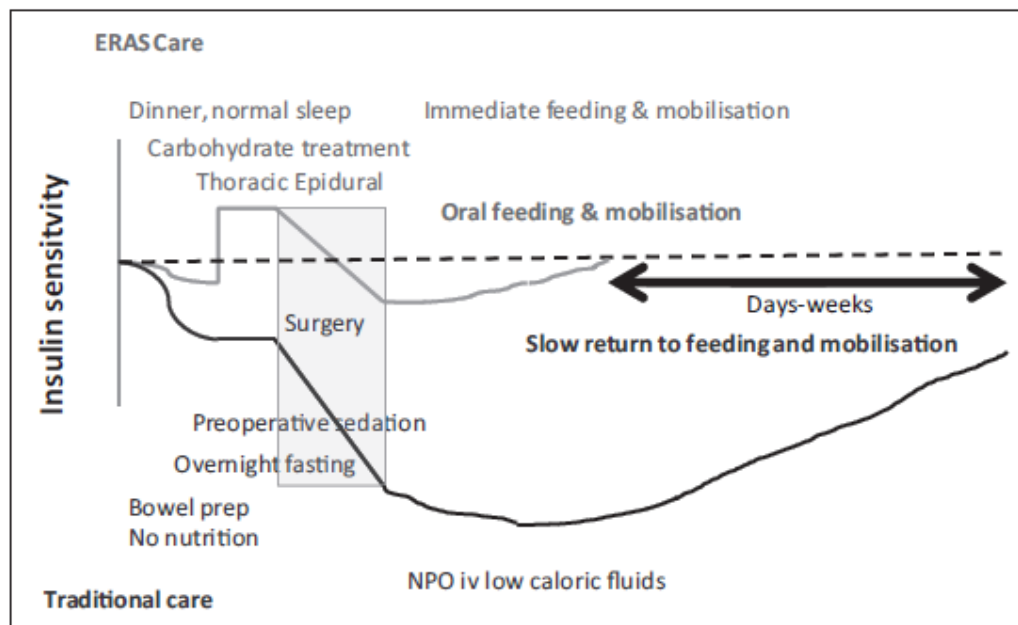 ERAS Care
Dinner, normal sleep
Immediate feeding & mobilisation
Carbohydrate treatment
Thoracic Epidural
Oral feeding & mobilisation
Insulin sensitvity
Days-weeks
Surgery
Slow return to feeding and mobilisation
Preoperative sedation
Overnight fasting
Bowel prep
No nutrition
NPO iv low caloric fluids
Traditional care